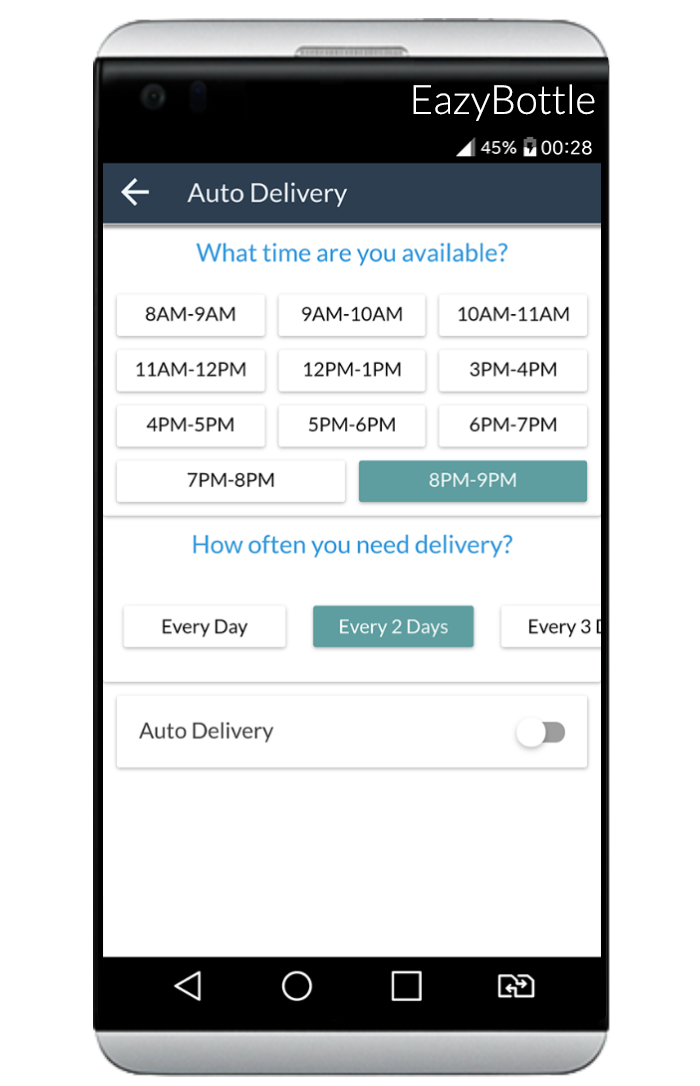 EazyBottle
45% 00:28
Auto Delivery
What time are you available?
8AM-9AM 9AM-10AM 10AM-11AM
11AM-12PM 12PM-1PM 3PM-4PM
4PM-5PM 5PM-6PM 6PM-7PM
7PM-8PM 8PM-9PM
How often you need delivery?
Every Day Every 2 Days Every 3
Auto Delivery